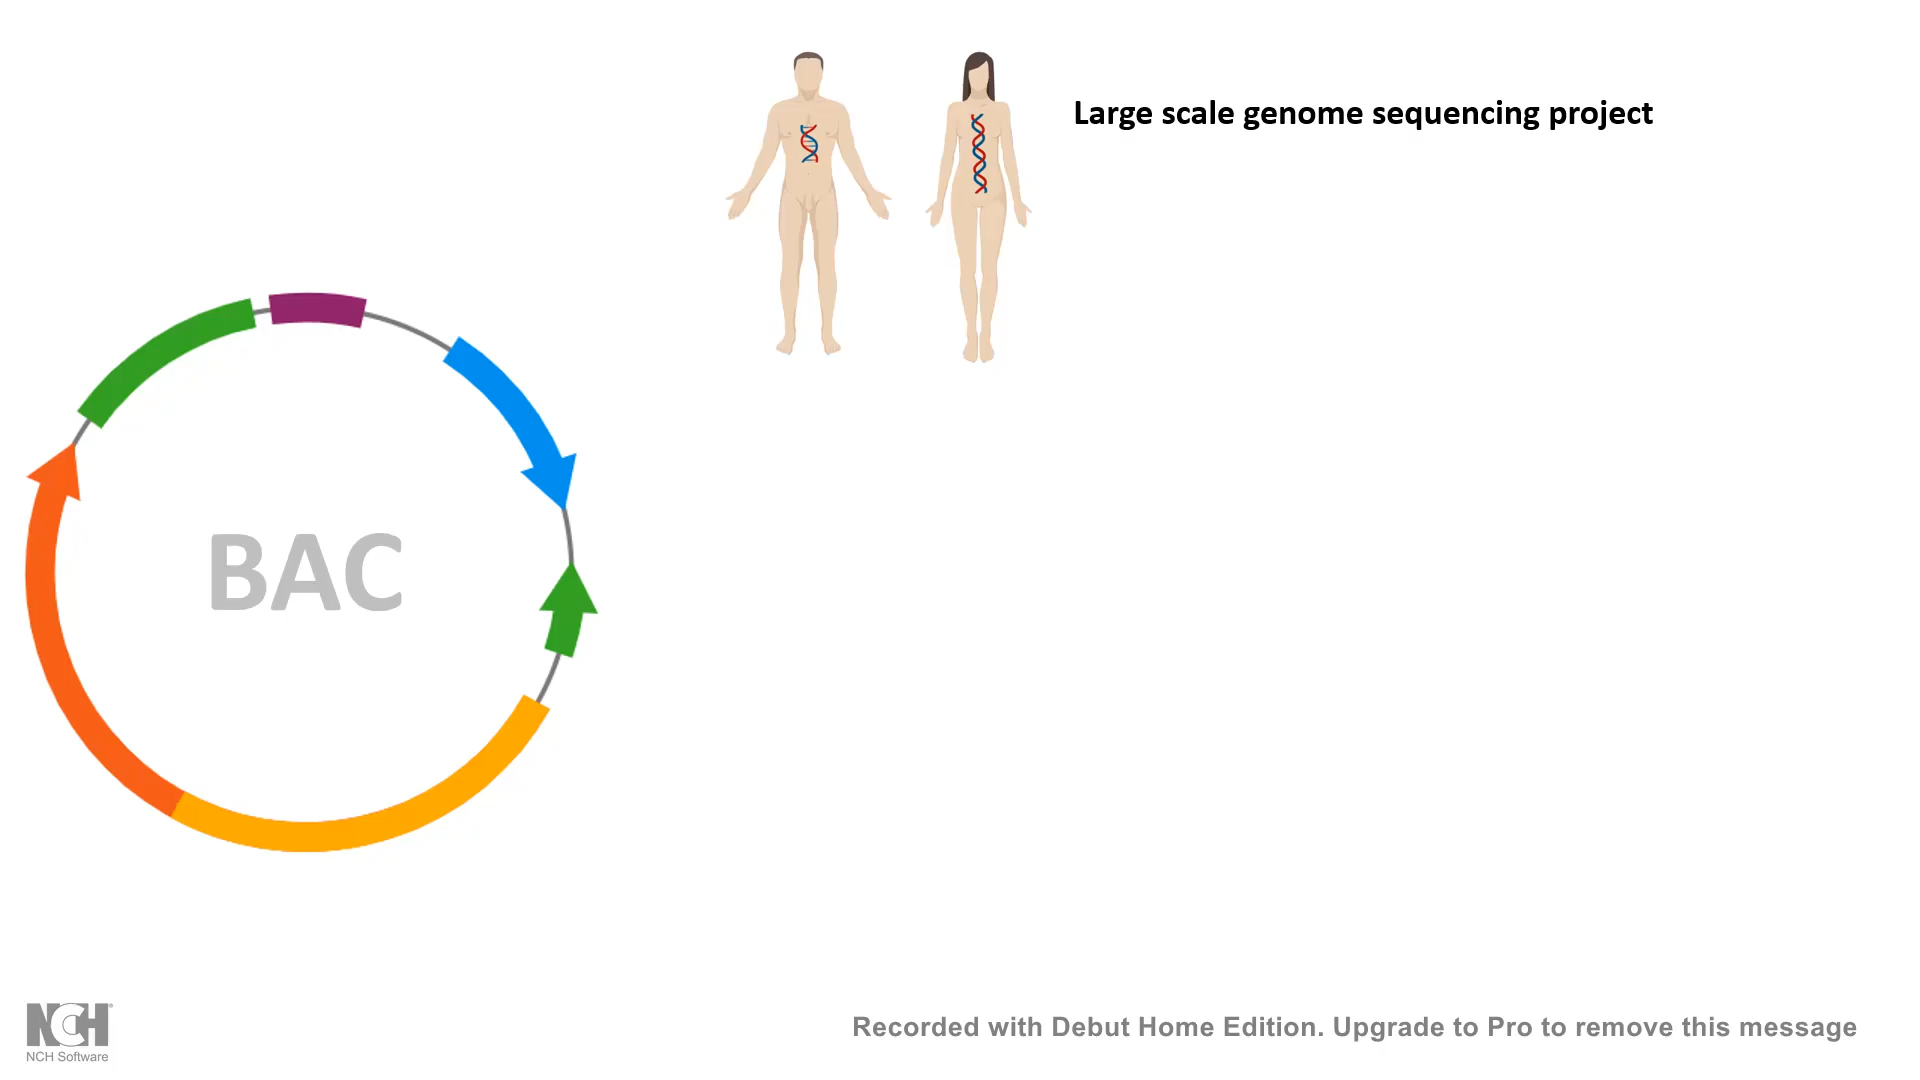 Large scale genome sequencing project
BAC
NCH
NCH Software
Recorded with Debut Home Edition. Upgrade to Pro to remove this message